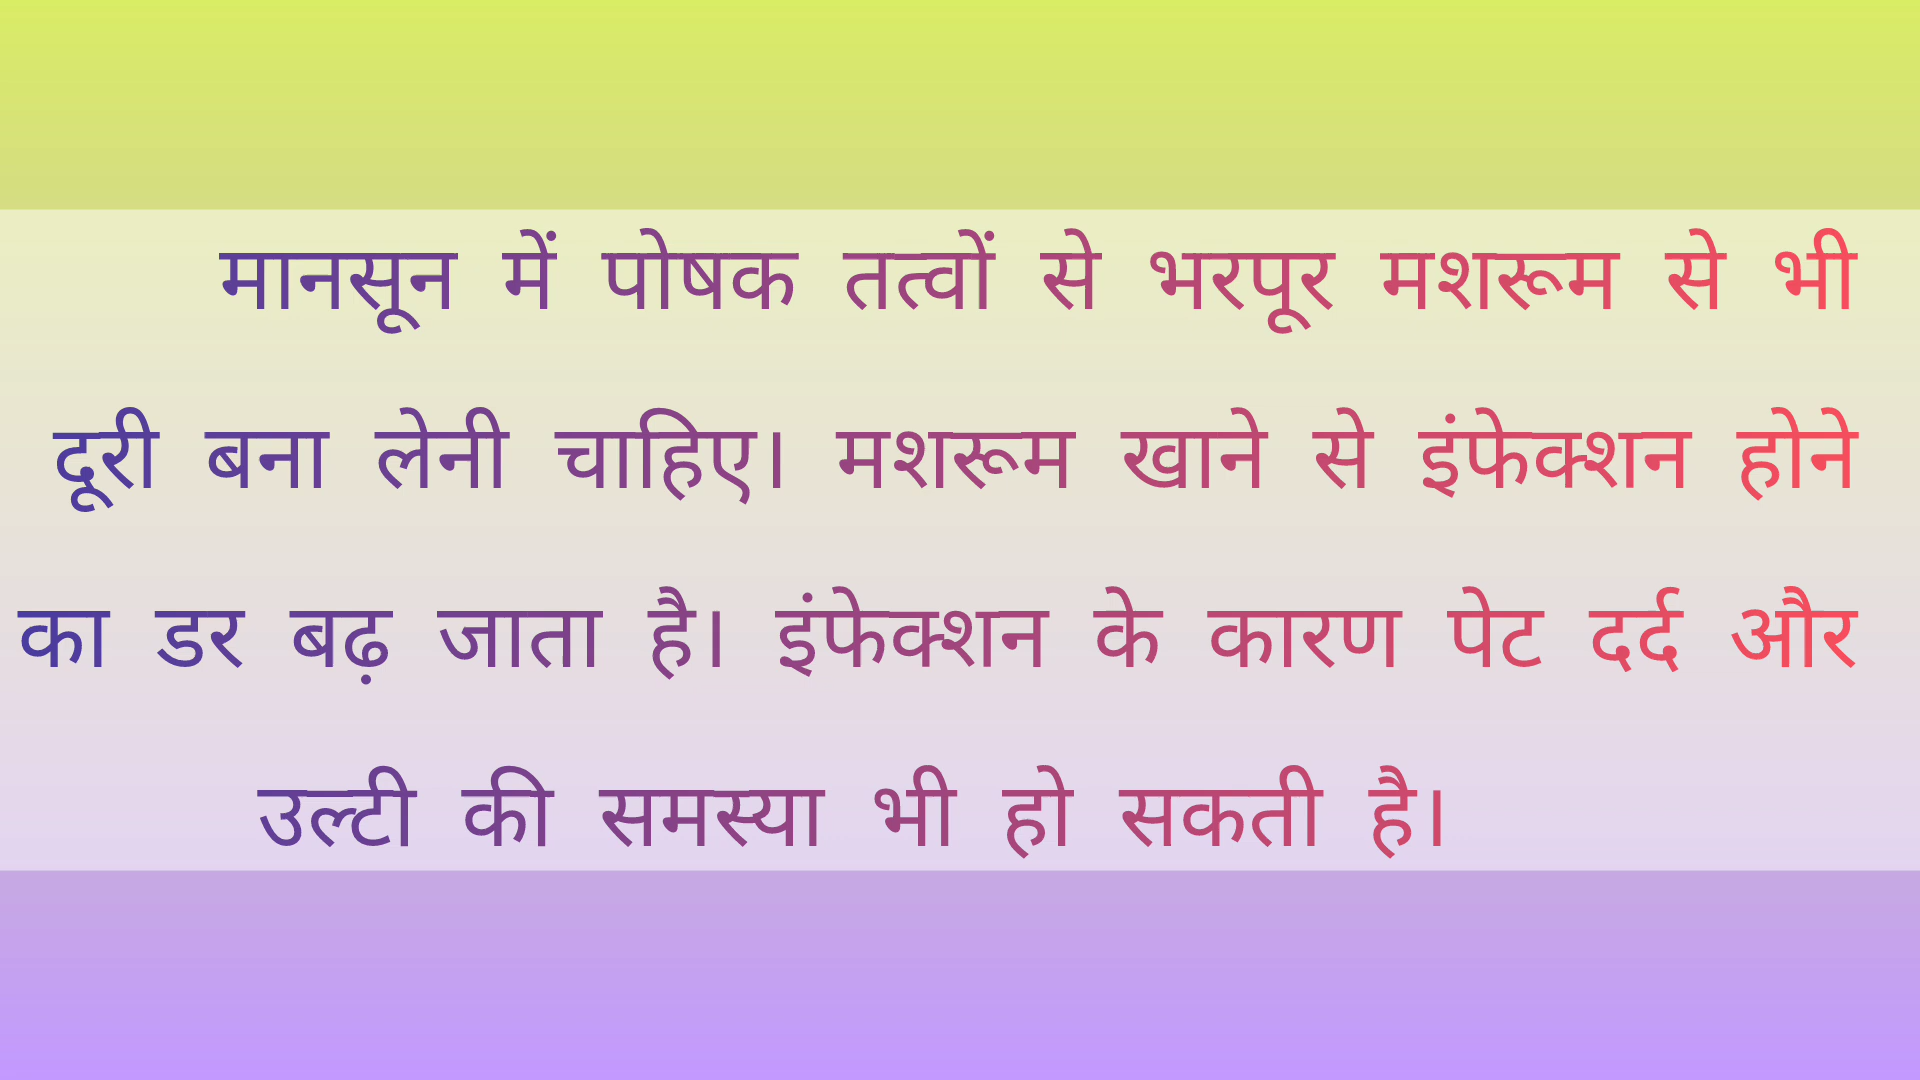 मानसून में पोषक तत्वों से भरपूर मशरूम से भी
दूरी बना लेनी चाहिए। मशरूम खाने से इंफेक्शन होने
का डर बढ़ जाता है। इंफेक्शन के कारण पेट दर्द और
उल्टी की समस्या भी हो सकती है।